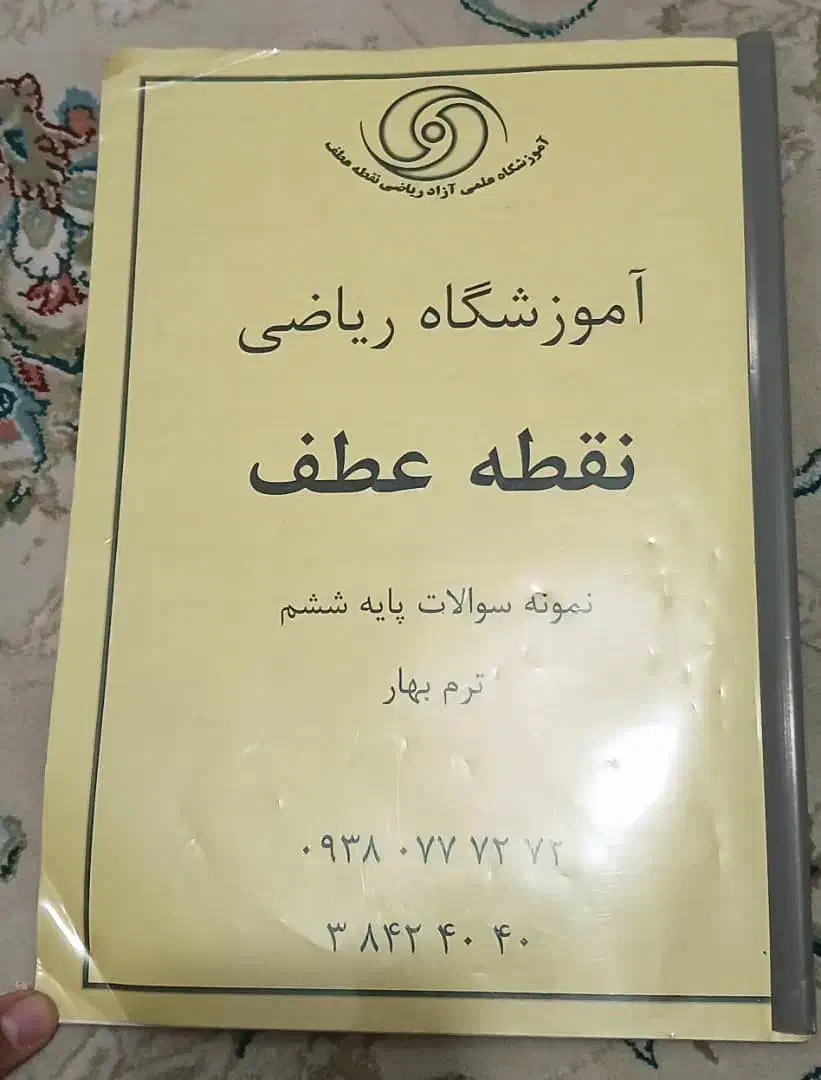 آموزشگاه علمی آزاد ریاضی نقطه عطف
آموزشگاه ریاضی
نقطه عطف
نمونه سوالات پایه ششم
ترم بهار
۰۹۳۸ ۰۷۷ ۷۲ ۷۳
۳ ۸۴۲ ۴۰ ۴۰